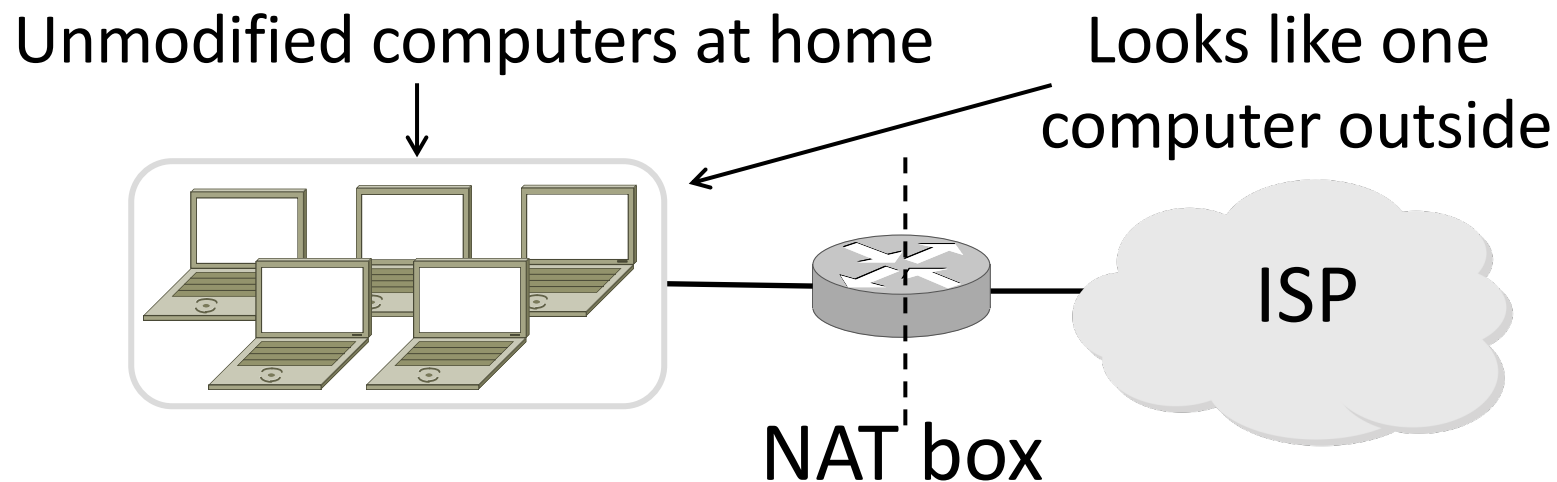 Unmodified computers at home
Looks like one
computer outside
ISP
NAT box